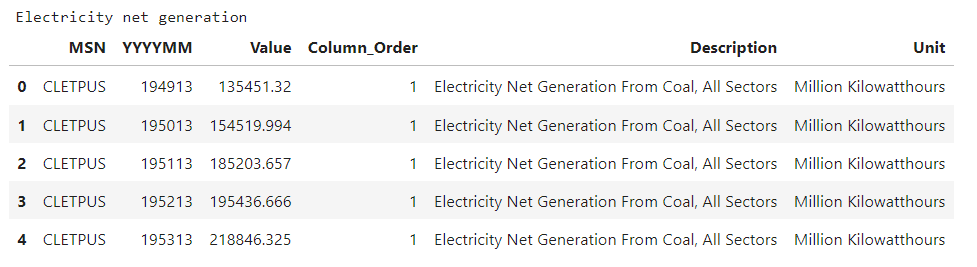 Electricity net generation
MSN YYYYMM Value Column_Order Description Unit
0 CLETPUS 194913 135451.32 1 Electricity Net Generation From Coal, All Sectors Million Kilowatthours
1 CLETPUS 195013 154519.994 1 Electricity Net Generation From Coal, All Sectors Million Kilowatthours
2 CLETPUS 195113 185203.657 1 Electricity Net Generation From Coal, All Sectors Million Kilowatthours
3 CLETPUS 195213 195436.666 1 Electricity Net Generation From Coal, All Sectors Million Kilowatthours
4 CLETPUS 195313 218846.325 1 Electricity Net Generation From Coal, All Sectors Million Kilowatthours